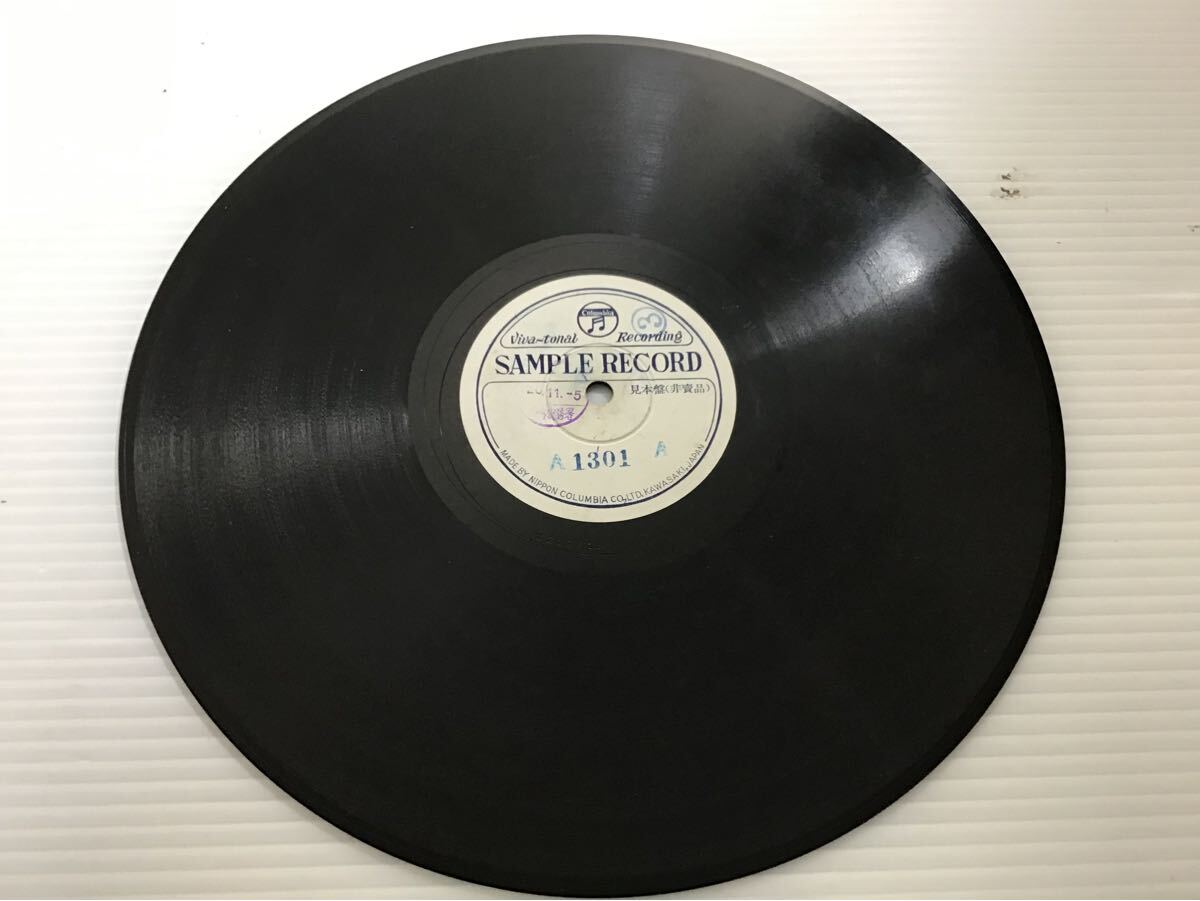 Columbia
3
Viva-tonal Recording
SAMPLE RECORD
11.-5
見本盤(非賣品)
A 1301 A
MADE BY NIPPON COLUMBIA CO., LTD. KAWASAKI, JAPAN